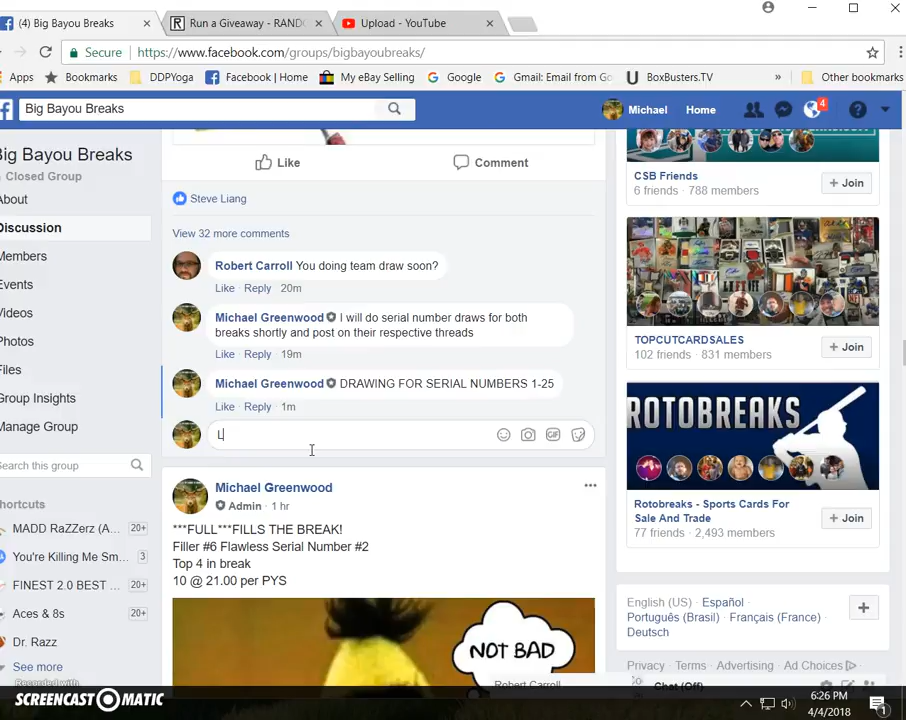 (4) Big Bayou Breaks
Run a Giveaway - RANDO
Upload - YouTube
Secure
https://www.facebook.com/groups/bigbayoubreaks/
Apps
Bookmarks
DDPYoga
Facebook | Home
My eBay Selling
Google
Gmail: Email from Go
BoxBusters.TV
»
Other bookmarks
Big Bayou Breaks
Michael
Home
4
Big Bayou Breaks
Closed Group
About
Discussion
Members
Events
Videos
Photos
Files
Group Insights
Manage Group
Search this group
Shortcuts
MADD RaZZerz (A... 20+
You're Killing Me Sm... 3
FINEST 2.0 BEST ... 20+
Aces & 8s 20+
Dr. Razz
See more
Like
Comment
Steve Liang
View 32 more comments
Robert Carroll You doing team draw soon?
Like · Reply · 20m
Michael Greenwood I will do serial number draws for both
breaks shortly and post on their respective threads
Like · Reply · 19m
Michael Greenwood DRAWING FOR SERIAL NUMBERS 1-25
Like · Reply · 1m
L
GIF
Michael Greenwood
Admin · 1 hr
***FULL***FILLS THE BREAK!
Filler #6 Flawless Serial Number #2
Top 4 in break
10 @ 21.00 per PYS
NOT BAD
Robert Carroll
CSB Friends
6 friends · 788 members
+ Join
TOPCUTCARDSALES
102 friends · 831 members
+ Join
ROTOBREAKS
Rotobreaks - Sports Cards For
Sale And Trade
77 friends · 2,493 members
+ Join
English (US) · Español ·
Português (Brasil) · Français (France) ·
Deutsch
Privacy · Terms · Advertising · Ad Choices
Chat (Off)
Recorded with
SCREENCAST-O-MATIC
6:26 PM
4/4/2018
1